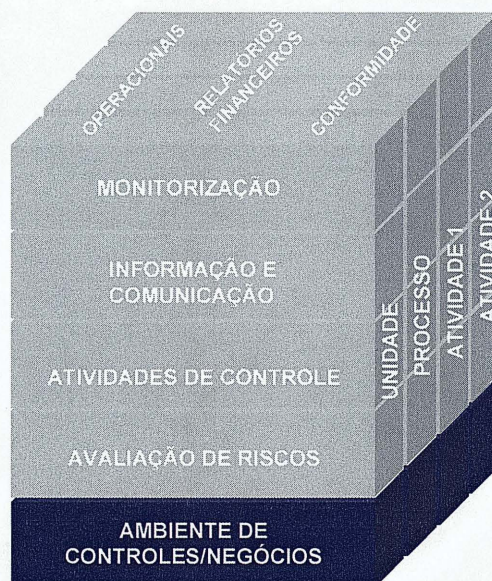 OPERACIONAIS
RELATÓRIOS
FINANCEIROS
CONFORMIDADE
MONITORIZAÇÃO
INFORMAÇÃO E
COMUNICAÇÃO
ATIVIDADES DE CONTROLE
AVALIAÇÃO DE RISCOS
AMBIENTE DE
CONTROLES/NEGÓCIOS
UNIDADE
PROCESSO
ATIVIDADE 1
ATIVIDADE 2